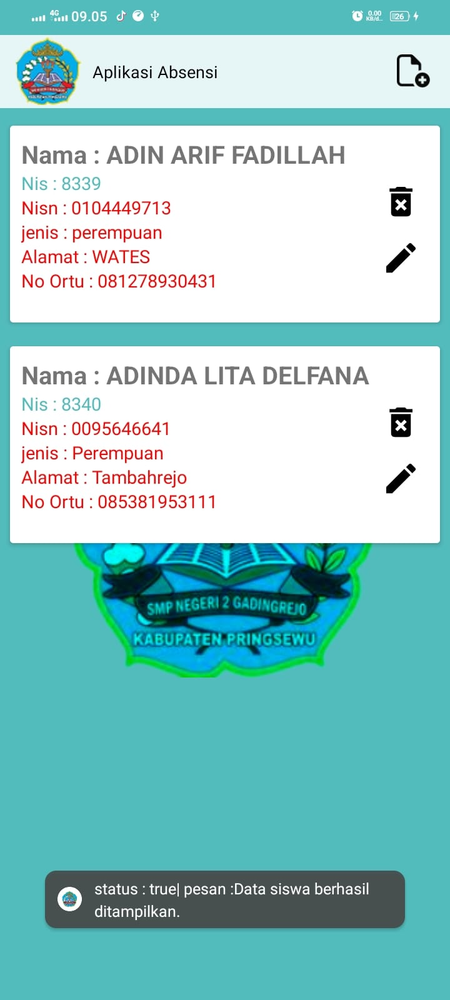 4G 09.05 0.00 KB/d... 26
Aplikasi Absensi
Nama : ADIN ARIF FADILLAH
Nis : 8339
Nisn : 0104449713
jenis : perempuan
Alamat : WATES
No Ortu : 081278930431
Nama : ADINDA LITA DELFANA
Nis : 8340
Nisn : 0095646641
jenis : Perempuan
Alamat : Tambahrejo
No Ortu : 085381953111
SMP NEGERI 2 GADINGREJO
KABUPATEN PRINGSEWU
status : true| pesan :Data siswa berhasil
ditampilkan.